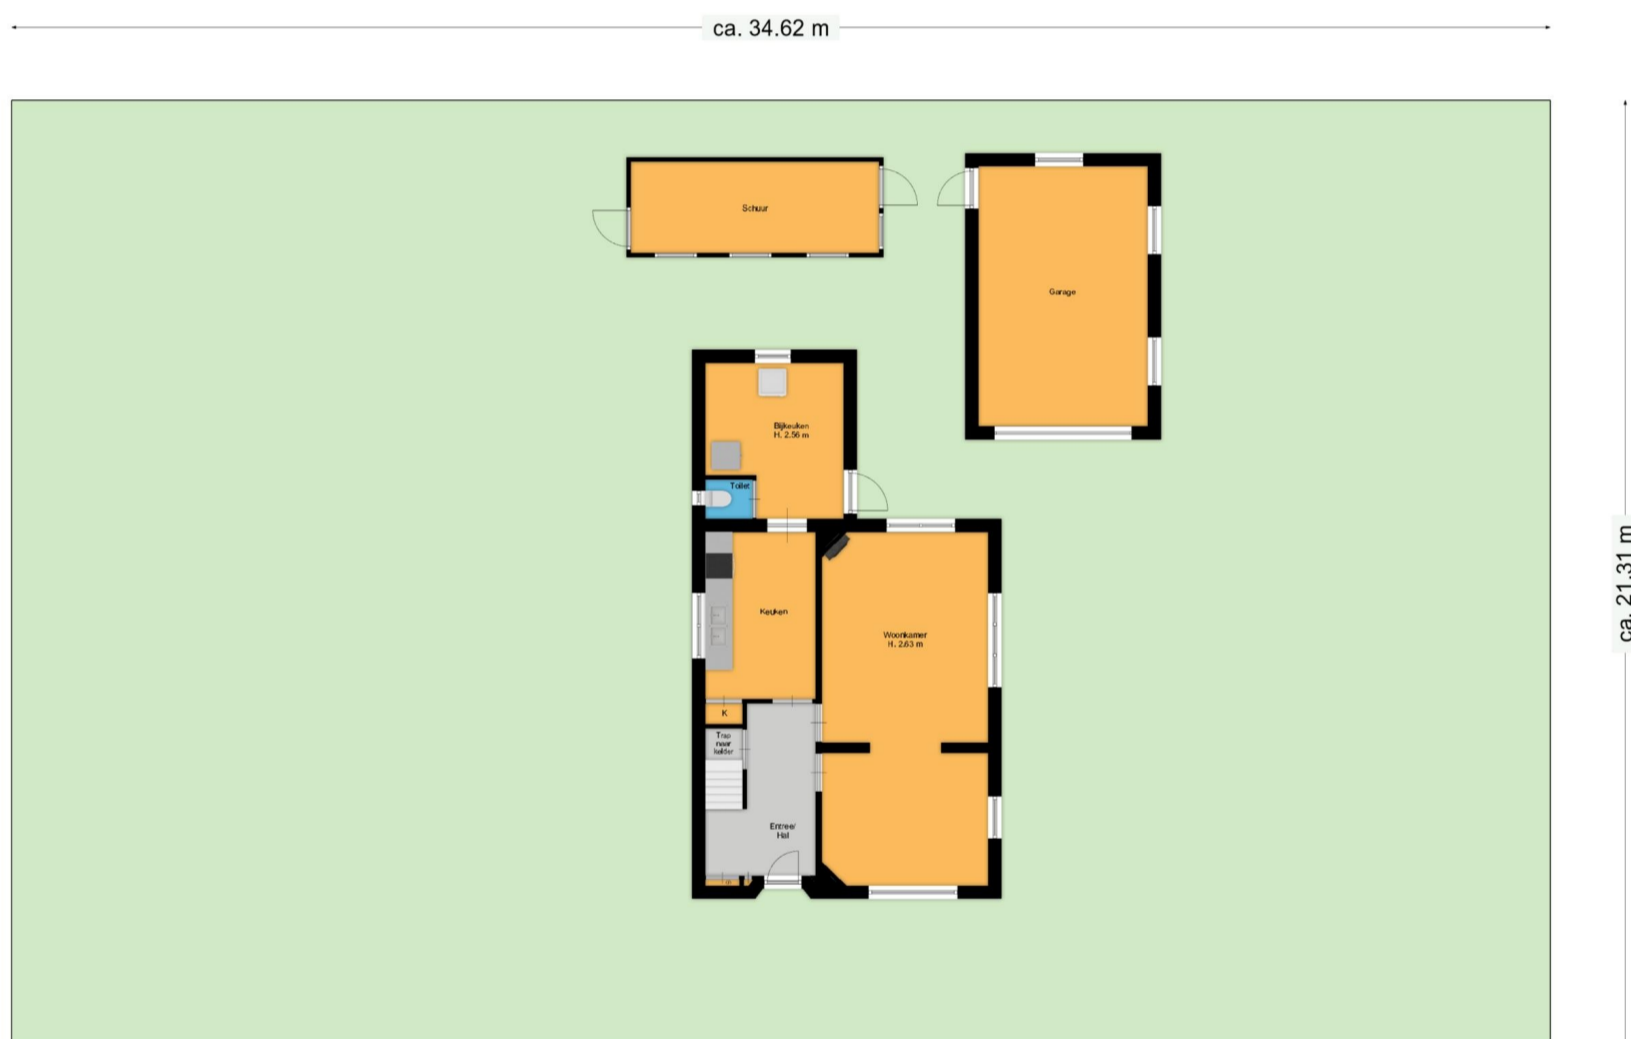 ca. 34.62 m
Schuur
Garage
Bijkeuken
H. 2.56 m
Toilet
Keuken
Woonkamer
H. 2.63 m
K
Trap
naar
kelder
Entree/
Hal
ca. 21.31 m